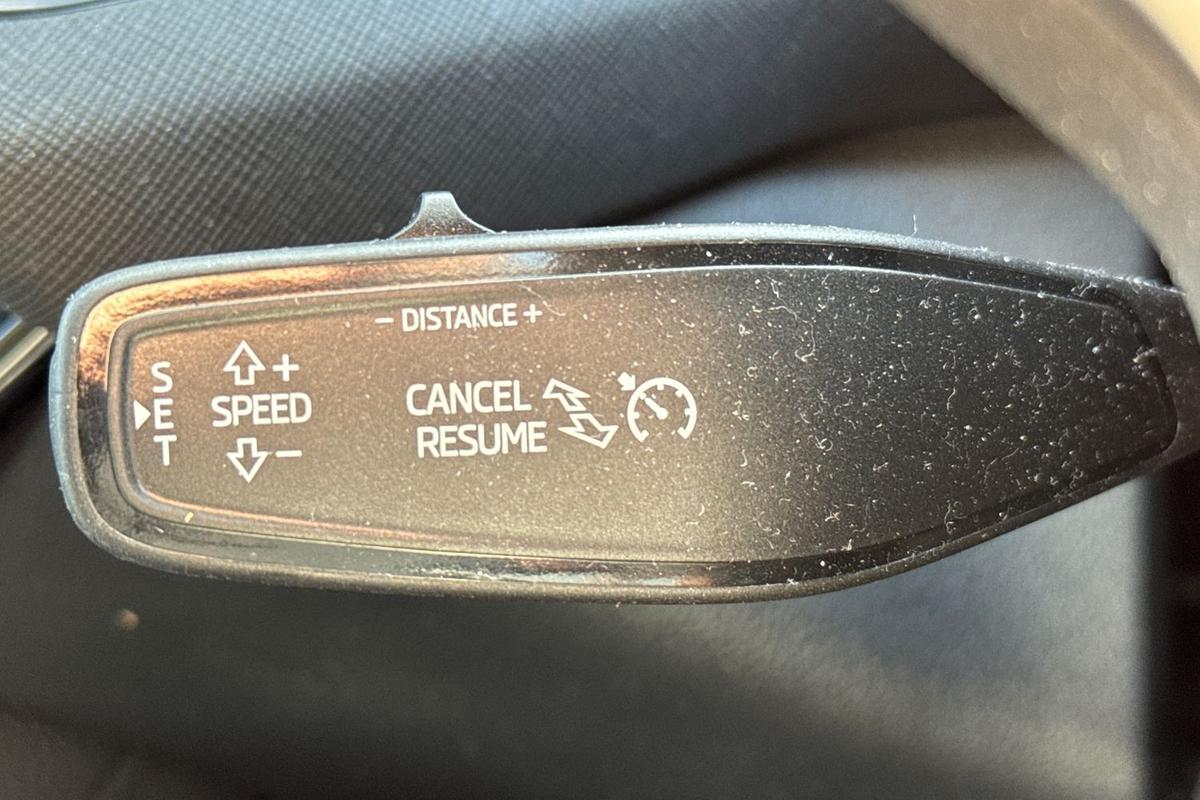 - DISTANCE +
SET
+
SPEED
-
CANCEL
RESUME